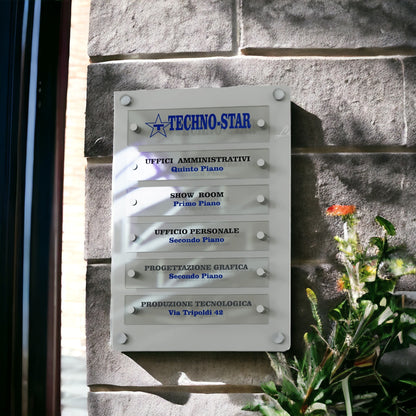 TECHNO-STAR
UFFICI AMMINISTRATIVI
Quinto Piano
SHOW ROOM
Primo Piano
UFFICIO PERSONALE
Secondo Piano
PROGETTAZIONE GRAFICA
Secondo Piano
PRODUZIONE TECNOLOGICA
Via Tripoldi 42